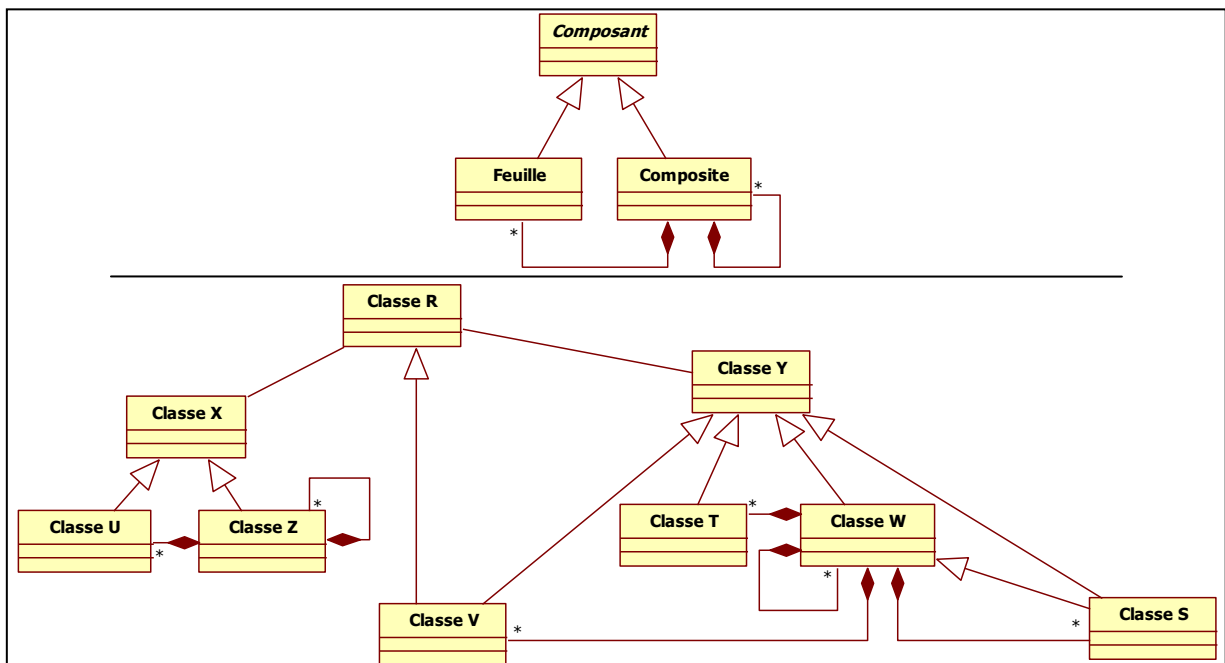 Composant
Feuille
Composite
*
*
Classe R
Classe Y
Classe X
*
Classe U
Classe Z
*
Classe T
*
Classe W
*
Classe V
*
*
Classe S